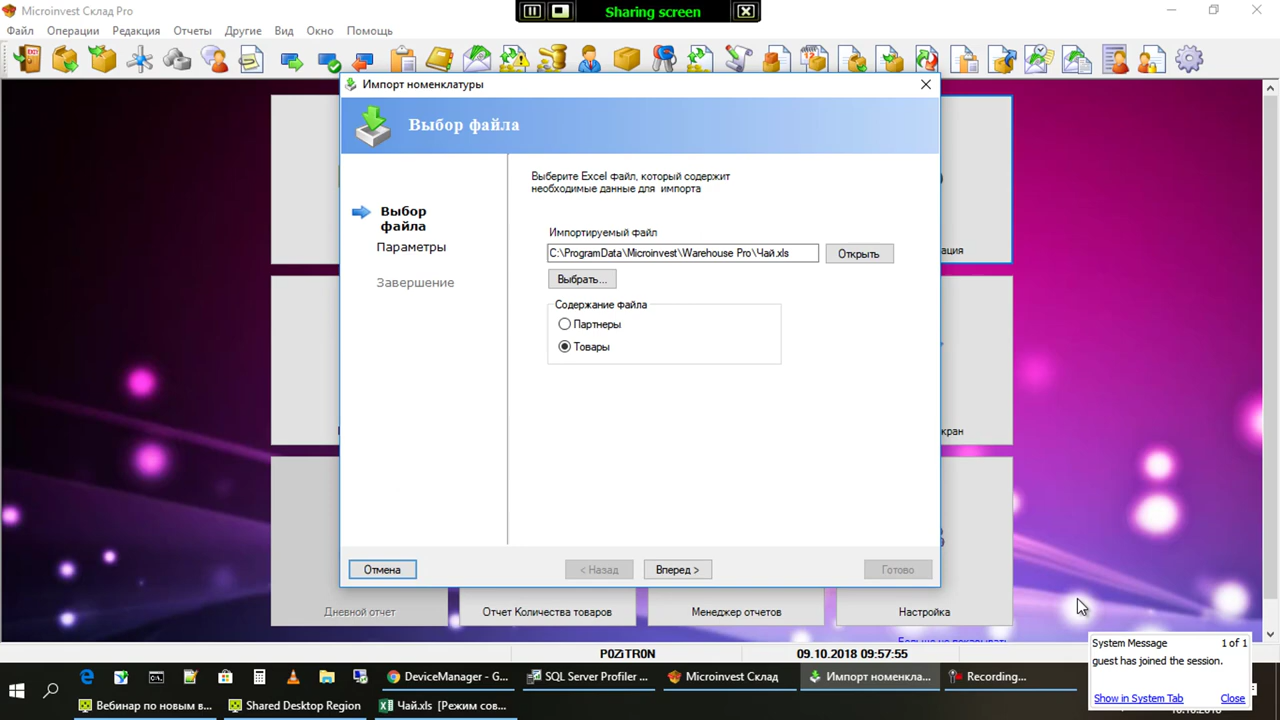 Microinvest Склад Pro
Sharing screen
Файл Операции Редакция Отчеты Другие Вид Окно Помощь
Импорт номенклатуры
Выбор файла
Выберите Excel файл, который содержит
необходимые данные для импорта
Выбор
файла
Параметры
Завершение
Импортируемый файл
C:\ProgramData\Microinvest\Warehouse Pro\Чай.xls
Открыть
Выбрать...
Содержание файла
Партнеры
Товары
ация
кран
Отмена
< Назад
Вперед >
Готово
Дневной отчет
Отчет Количества товаров
Менеджер отчетов
Настройка
P0ZiTR0N
09.10.2018 09:57:55
System Message 1 of 1
guest has joined the session.
Show in System Tab Close
DeviceManager - G...
SQL Server Profiler ...
Microinvest Склад
Импорт номенкла...
Recording...
Вебинар по новым в...
Shared Desktop Region
Чай.xls [Режим сов...